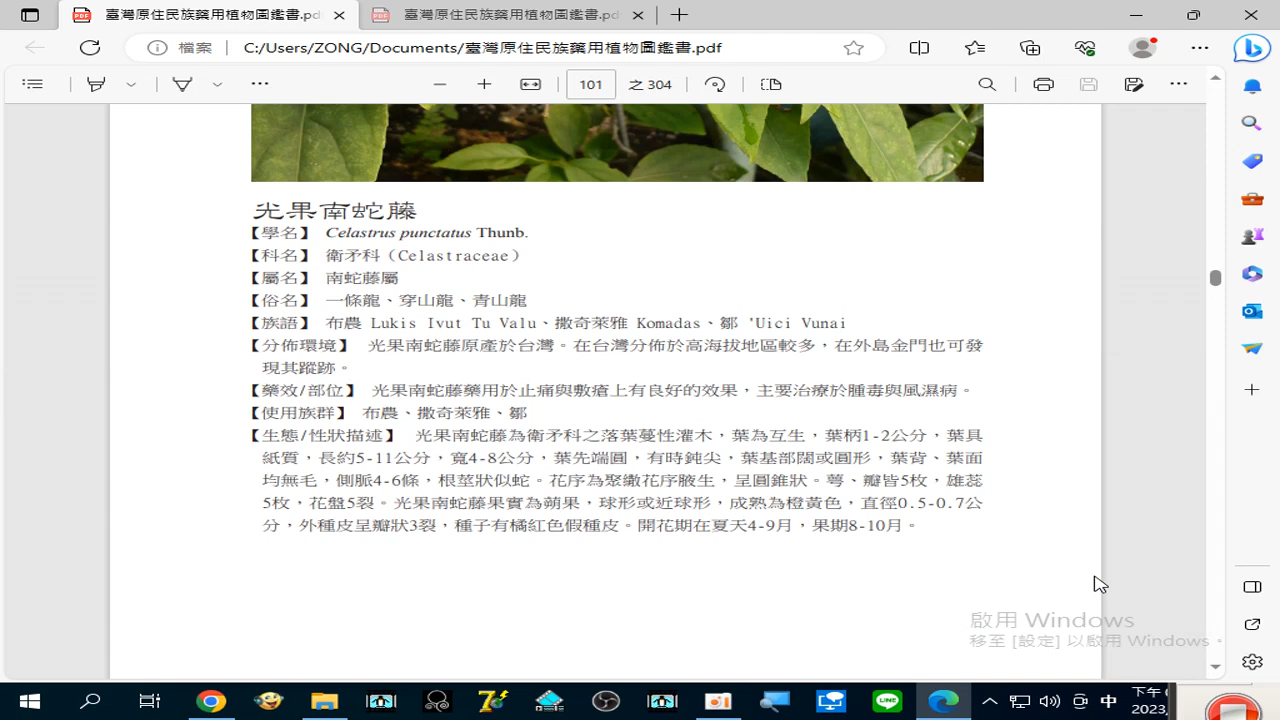 臺灣原住民族藥用植物圖鑑書.pdf
臺灣原住民族藥用植物圖鑑書.pdf
檔案 C:/Users/ZONG/Documents/臺灣原住民族藥用植物圖鑑書.pdf
101 之 304
光果南蛇藤
【學名】 Celastrus punctatus Thunb.
【科名】 衛矛科（Celastraceae）
【屬名】 南蛇藤屬
【俗名】 一條龍、穿山龍、青山龍
【族語】 布農 Lukis Ivut Tu Valu、撒奇萊雅 Komadas、鄒 'Uici Vunai
【分佈環境】 光果南蛇藤原產於台灣。在台灣分佈於高海拔地區較多，在外島金門也可發
現其蹤跡。
【藥效/部位】 光果南蛇藤藥用於止痛與敷瘡上有良好的效果，主要治療於腫毒與風濕病。
【使用族群】 布農、撒奇萊雅、鄒
【生態/性狀描述】 光果南蛇藤為衛矛科之落葉蔓性灌木，葉為互生，葉柄1-2公分，葉具
紙質，長約5-11公分，寬4-8公分，葉先端圓，有時鈍尖，葉基部闊或圓形，葉背、葉面
均無毛，側脈4-6條，根莖狀似蛇。花序為聚繖花序腋生，呈圓錐狀。萼、瓣皆5枚，雄蕊
5枚，花盤5裂。光果南蛇藤果實為蒴果，球形或近球形，成熟為橙黃色，直徑0.5-0.7公
分，外種皮呈瓣狀3裂，種子有橘紅色假種皮。開花期在夏天4-9月，果期8-10月。
啟用 Windows
移至 [設定] 以啟用 Windows。
中 下午
2023,